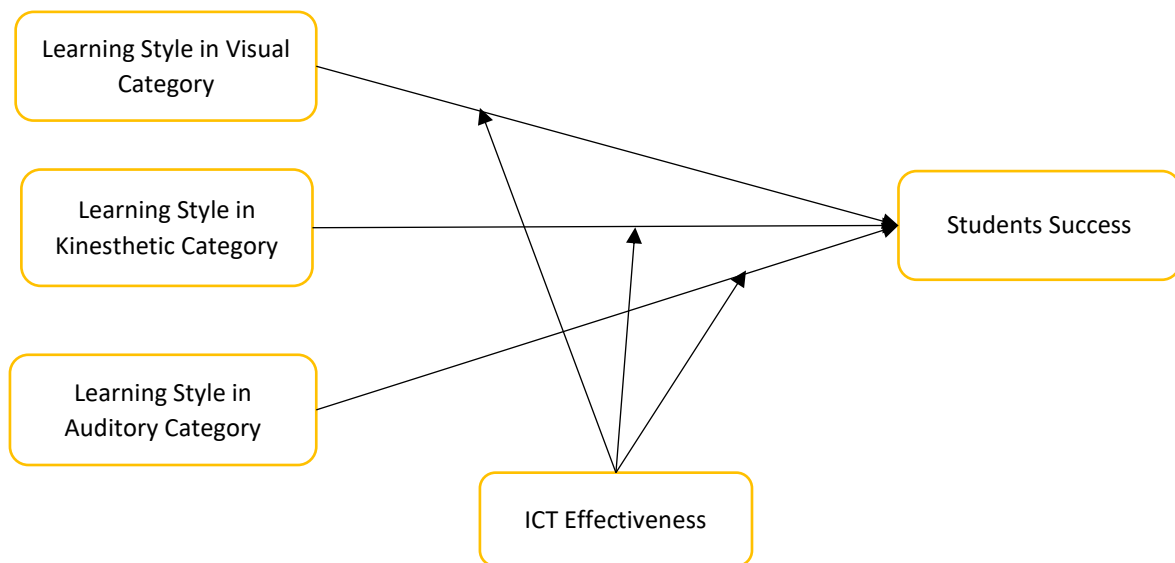 Learning Style in Visual
Category
Learning Style in
Kinesthetic Category
Students Success
Learning Style in
Auditory Category
ICT Effectiveness